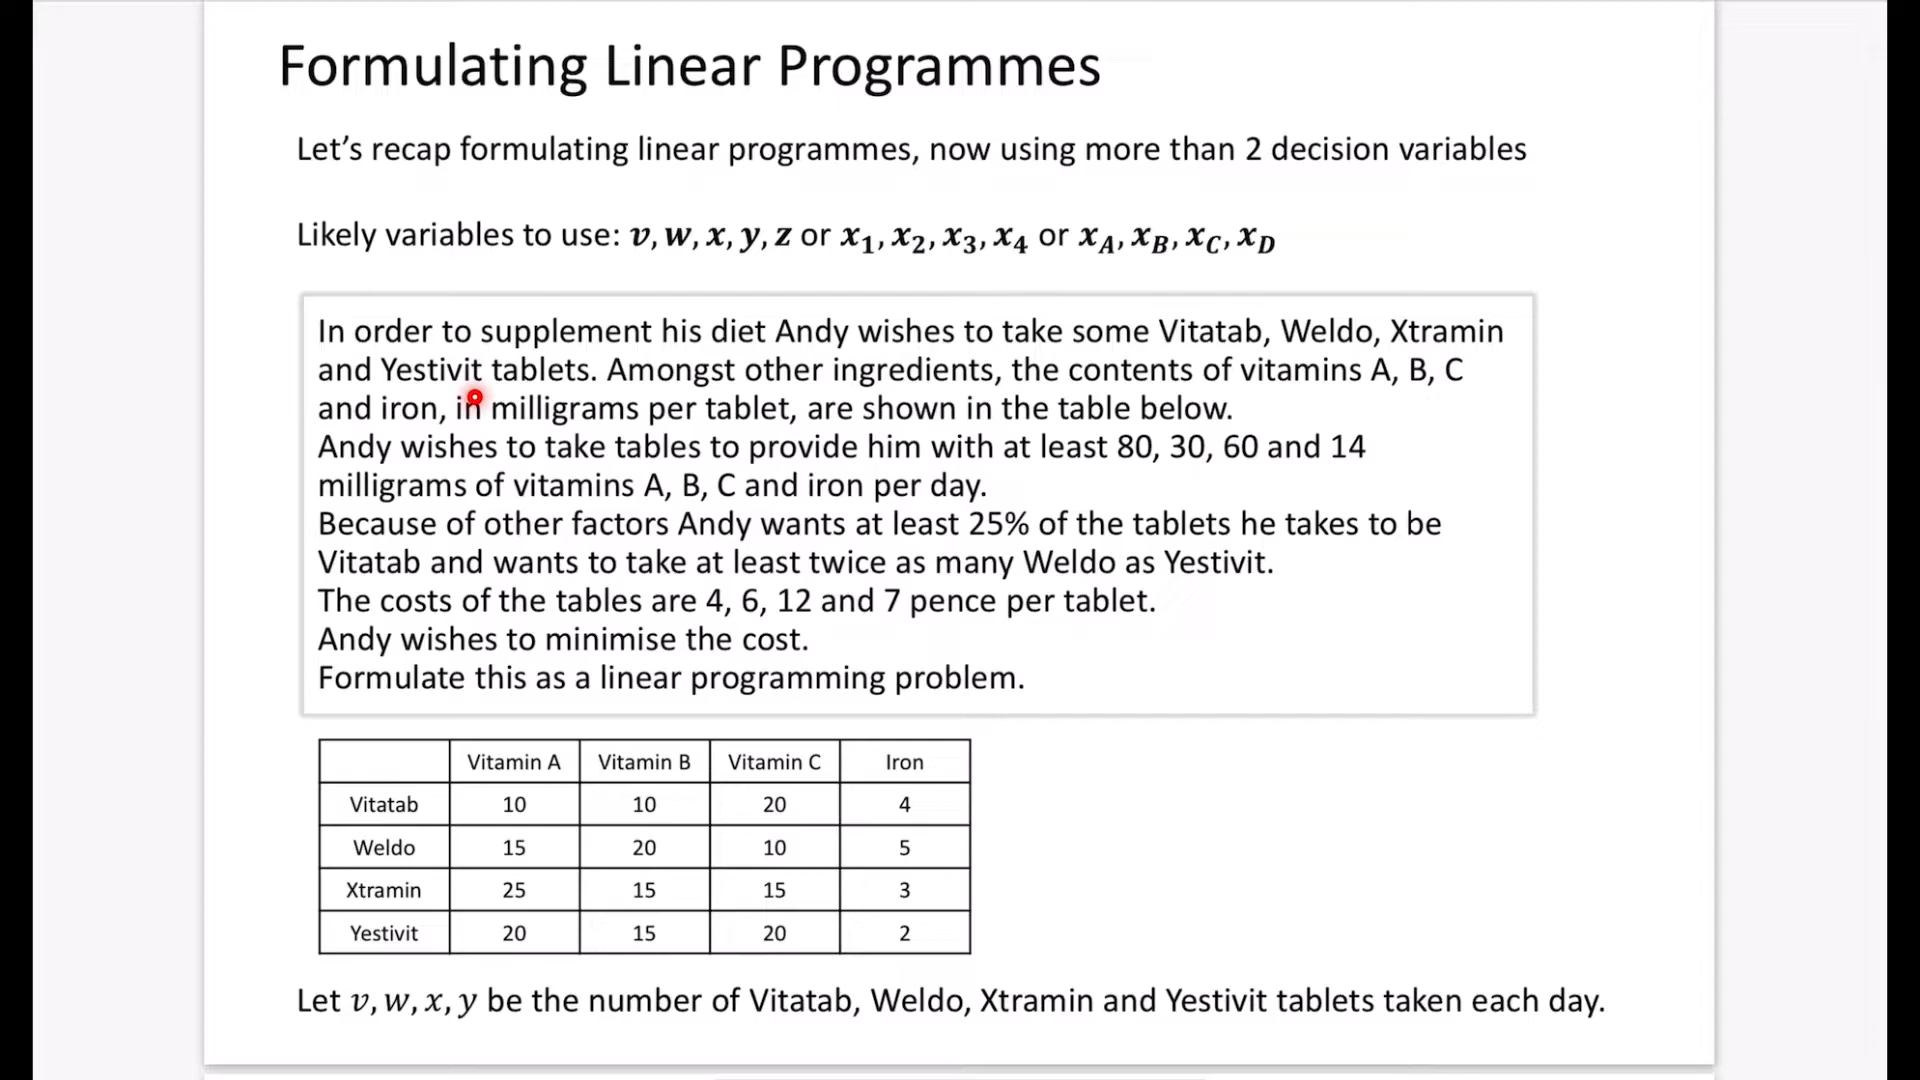 Formulating Linear Programmes
Let's recap formulating linear programmes, now using more than 2 decision variables
Likely variables to use: v, w, x, y, z or x₁, x₂, x₃, x₄ or x_A, x_B, x_C, x_D
In order to supplement his diet Andy wishes to take some Vitatab, Weldo, Xtramin
and Yestivit tablets. Amongst other ingredients, the contents of vitamins A, B, C
and iron, in milligrams per tablet, are shown in the table below.
Andy wishes to take tables to provide him with at least 80, 30, 60 and 14
milligrams of vitamins A, B, C and iron per day.
Because of other factors Andy wants at least 25% of the tablets he takes to be
Vitatab and wants to take at least twice as many Weldo as Yestivit.
The costs of the tables are 4, 6, 12 and 7 pence per tablet.
Andy wishes to minimise the cost.
Formulate this as a linear programming problem.
Vitamin A Vitamin B Vitamin C Iron
Vitatab 10 10 20 4
Weldo 15 20 10 5
Xtramin 25 15 15 3
Yestivit 20 15 20 2
Let v, w, x, y be the number of Vitatab, Weldo, Xtramin and Yestivit tablets taken each day.